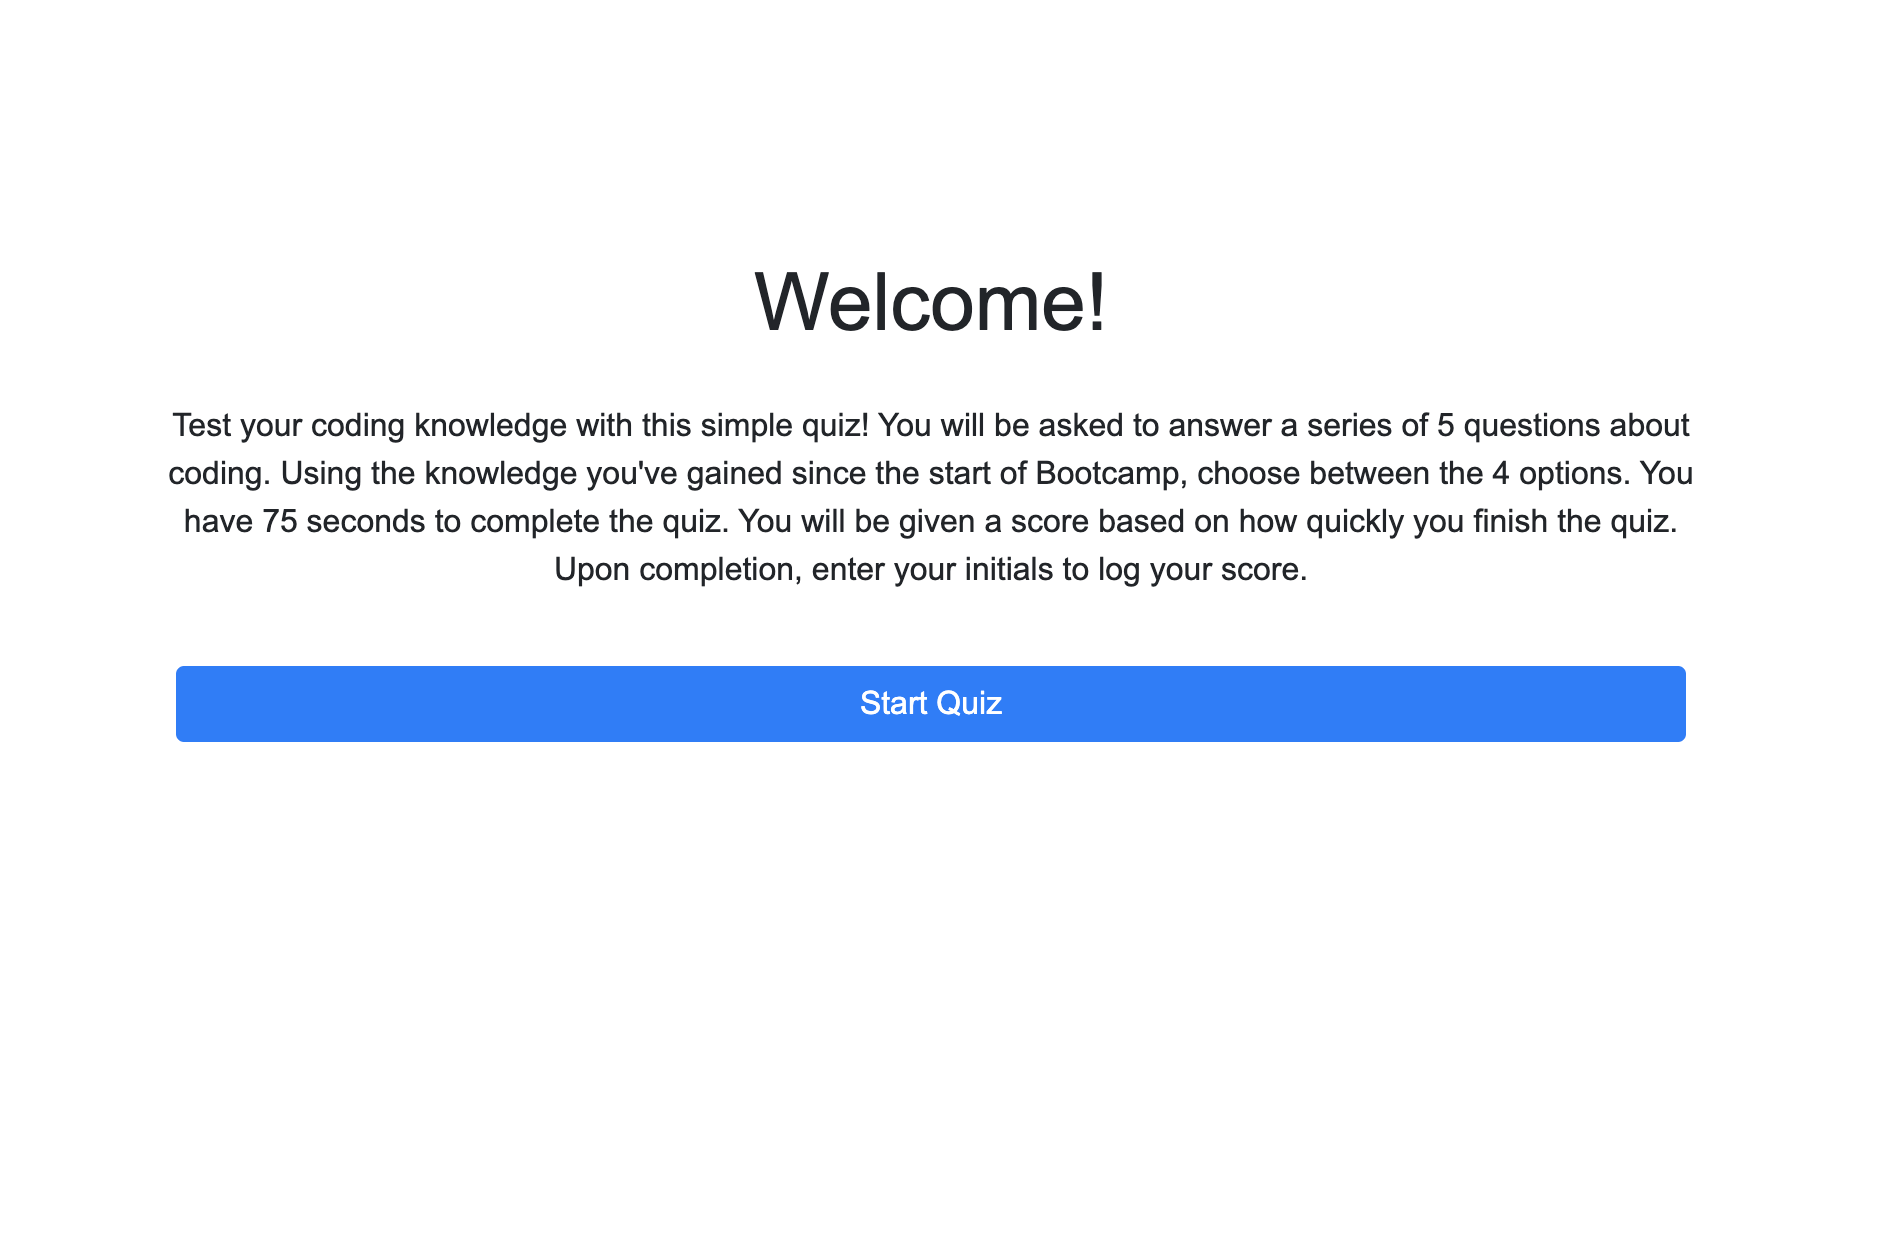 Welcome!
Test your coding knowledge with this simple quiz! You will be asked to answer a series of 5 questions about
coding. Using the knowledge you've gained since the start of Bootcamp, choose between the 4 options. You
have 75 seconds to complete the quiz. You will be given a score based on how quickly you finish the quiz.
Upon completion, enter your initials to log your score.
Start Quiz